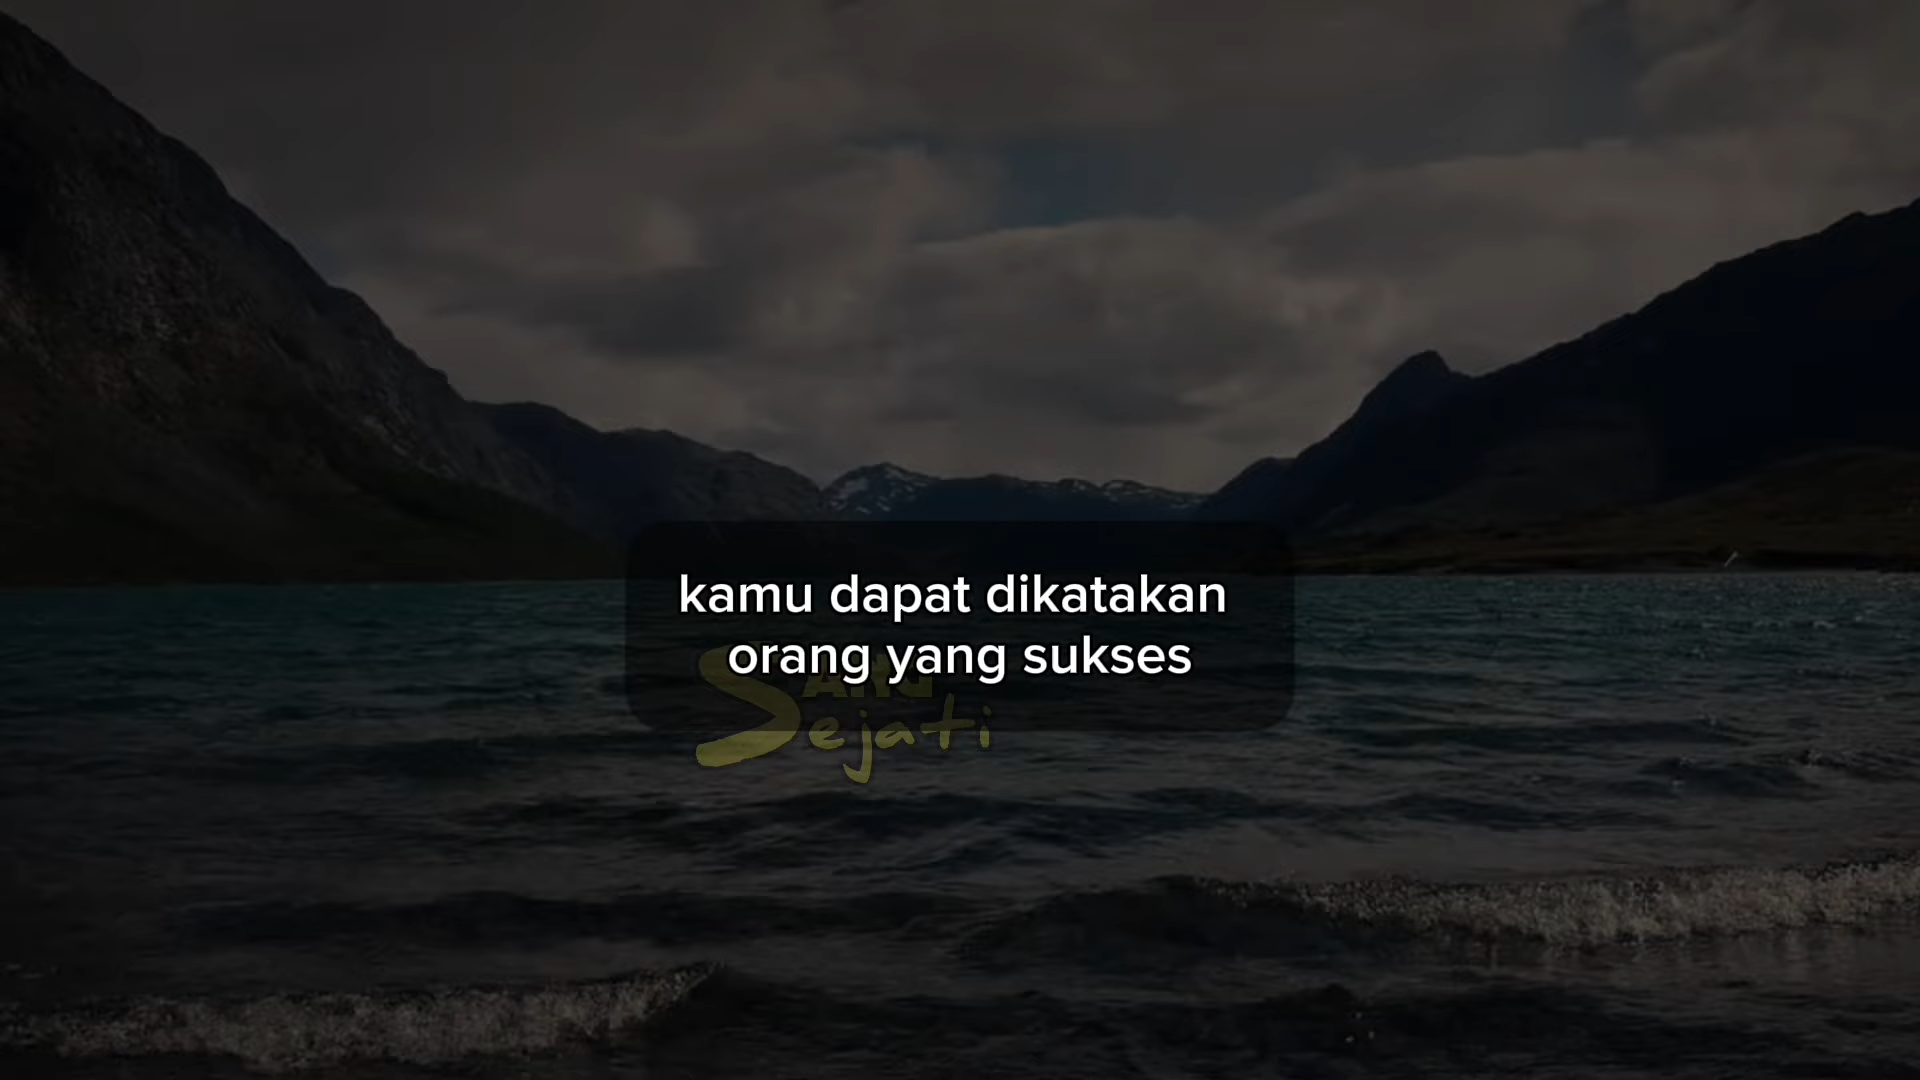 kamu dapat dikatakan
orang yang sukses
Sejati